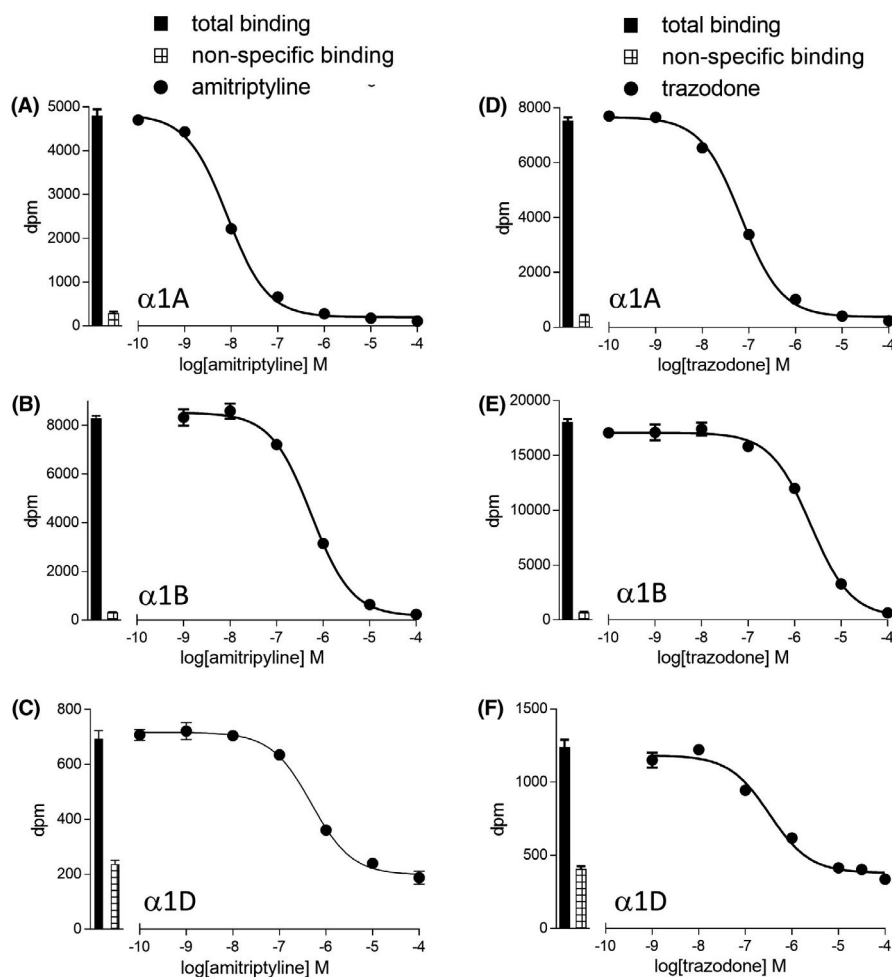 total binding
non-specific binding
amitriptyline
(A)
5000
4000
3000
2000
1000
0
dpm
α1A
-10 -9 -8 -7 -6 -5 -4
log[amitriptyline] M
(B)
8000
6000
4000
2000
0
dpm
α1B
-10 -9 -8 -7 -6 -5 -4
log[amitripyline] M
(C)
800
600
400
200
0
dpm
α1D
-10 -9 -8 -7 -6 -5 -4
log[amitriptyline] M
total binding
non-specific binding
trazodone
(D)
8000
6000
4000
2000
0
dpm
α1A
-10 -9 -8 -7 -6 -5 -4
log[trazodone] M
(E)
20000
15000
10000
5000
0
dpm
α1B
-10 -9 -8 -7 -6 -5 -4
log[trazodone] M
(F)
1500
1000
500
0
dpm
α1D
-10 -9 -8 -7 -6 -5 -4
log[trazodone] M